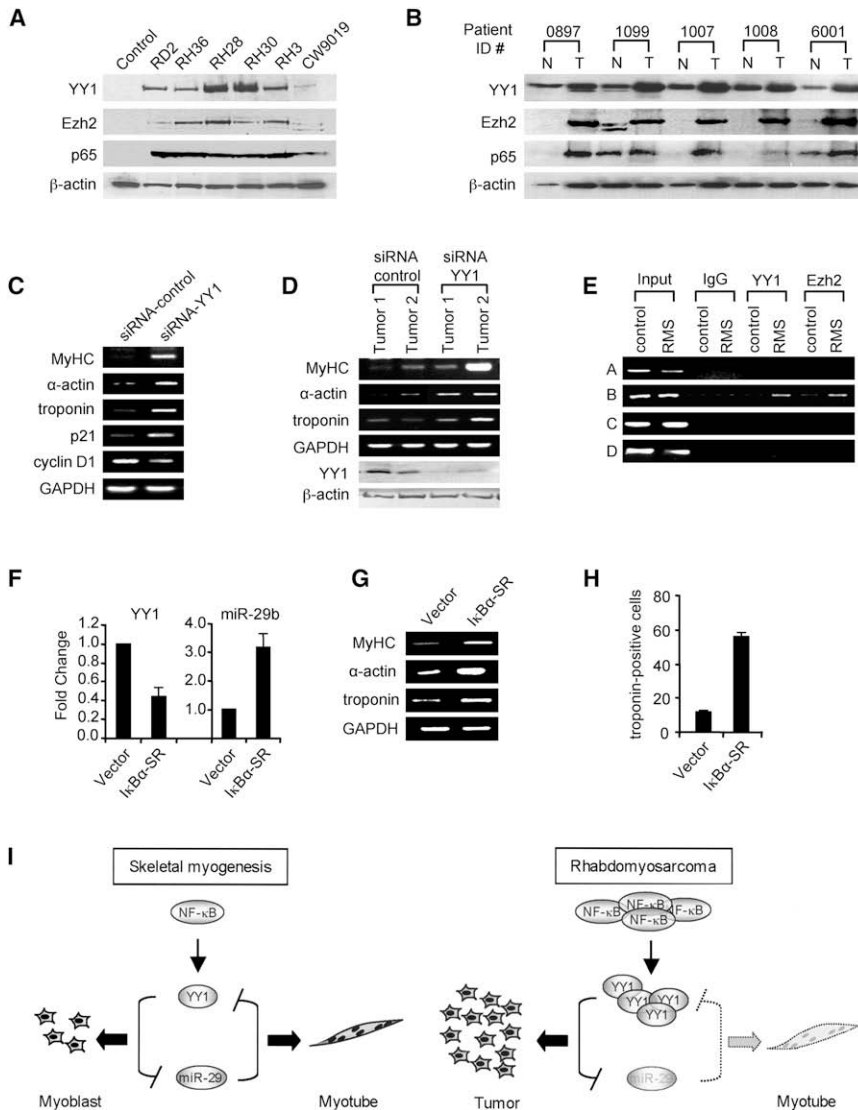 A
Control RD2 RH36 RH28 RH30 RH3 CW9019
YY1
Ezh2
p65
β-actin
B
Patient ID # 0897 1099 1007 1008 6001
N T N T N T N T N T
YY1
Ezh2
p65
β-actin
C
siRNA-control siRNA-YY1
MyHC
α-actin
troponin
p21
cyclin D1
GAPDH
D
siRNA control siRNA YY1
Tumor 1 Tumor 2 Tumor 1 Tumor 2
MyHC
α-actin
troponin
GAPDH
YY1
β-actin
E
Input IgG YY1 Ezh2
control RMS control RMS control RMS control RMS
A
B
C
D
F
YY1 miR-29b
Fold Change
1.0 4.0
0.8
0.6 3.0
0.4 2.0
0.2 1.0
0
Vector IκBα-SR Vector IκBα-SR
G
Vector IκBα-SR
MyHC
α-actin
troponin
GAPDH
H
troponin-positive cells
80
60
40
20
0
Vector IκBα-SR
I
Skeletal myogenesis Rhabdomyosarcoma
NF-κB NF-κB NF-κB NF-κB NF-κB
YY1 YY1 YY1 YY1 YY1
miR-29 miR-29
Myoblast Myotube Tumor Myotube